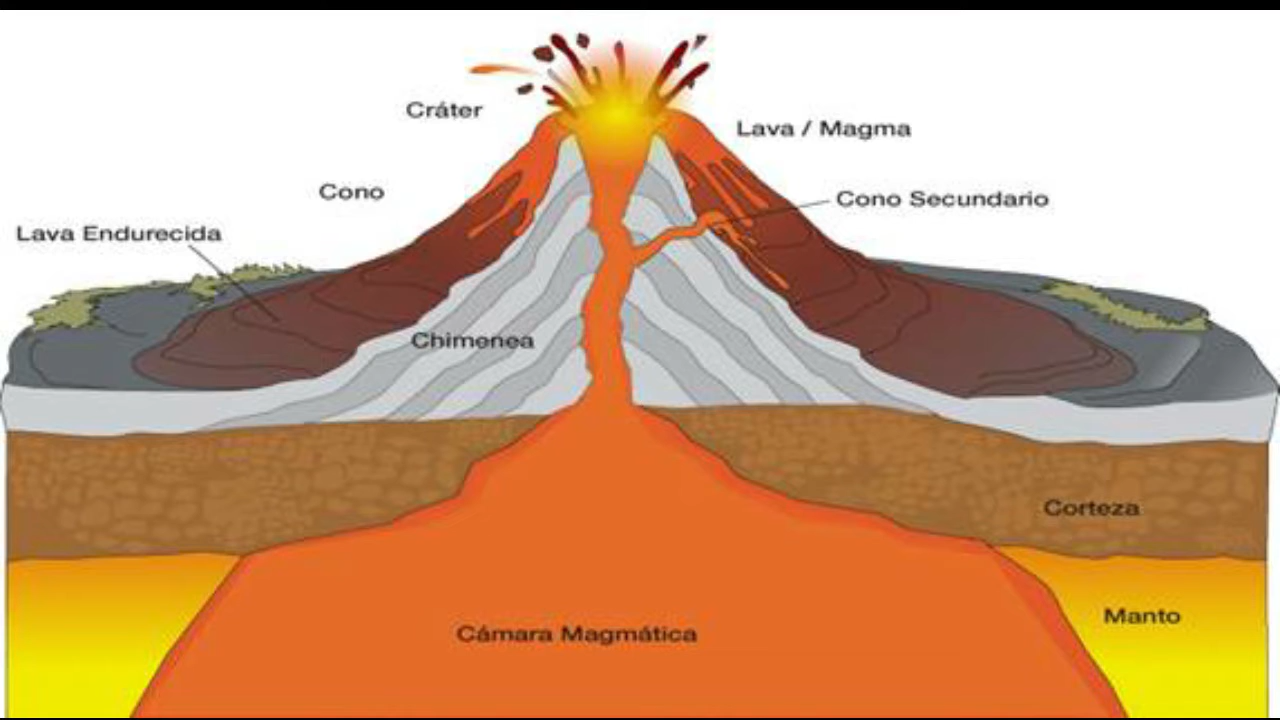 Cráter
Lava / Magma
Cono
Cono Secundario
Lava Endurecida
Chimenea
Corteza
Manto
Cámara Magmática